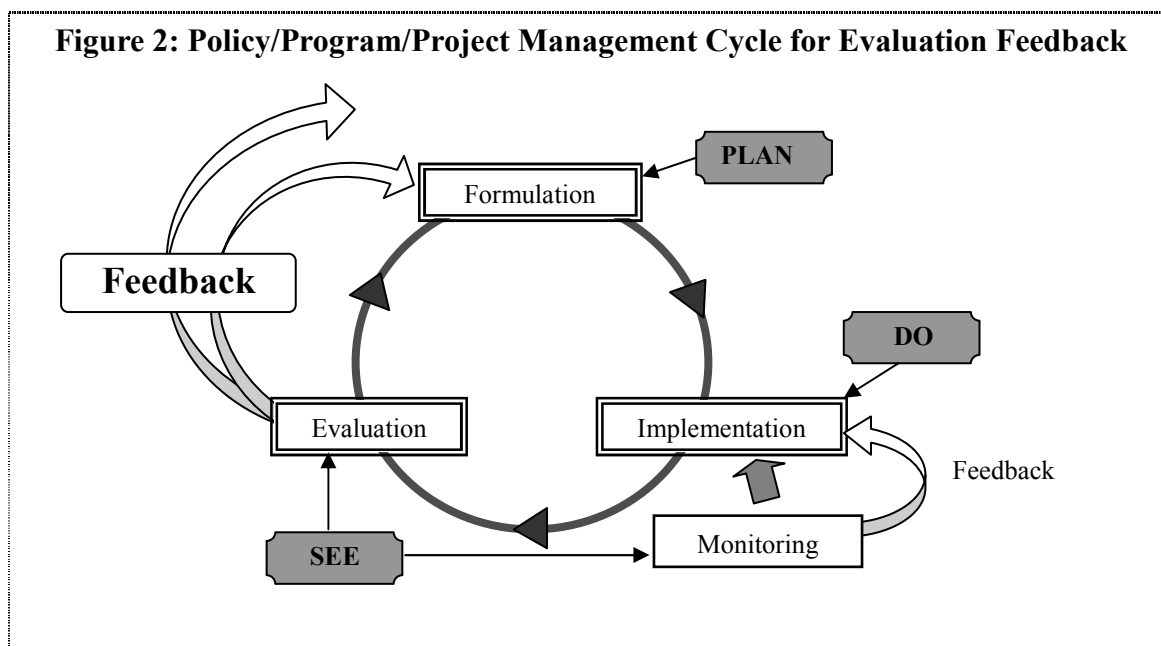 Figure 2: Policy/Program/Project Management Cycle for Evaluation Feedback
PLAN
Formulation
Feedback
DO
Evaluation
Implementation
Feedback
Monitoring
SEE